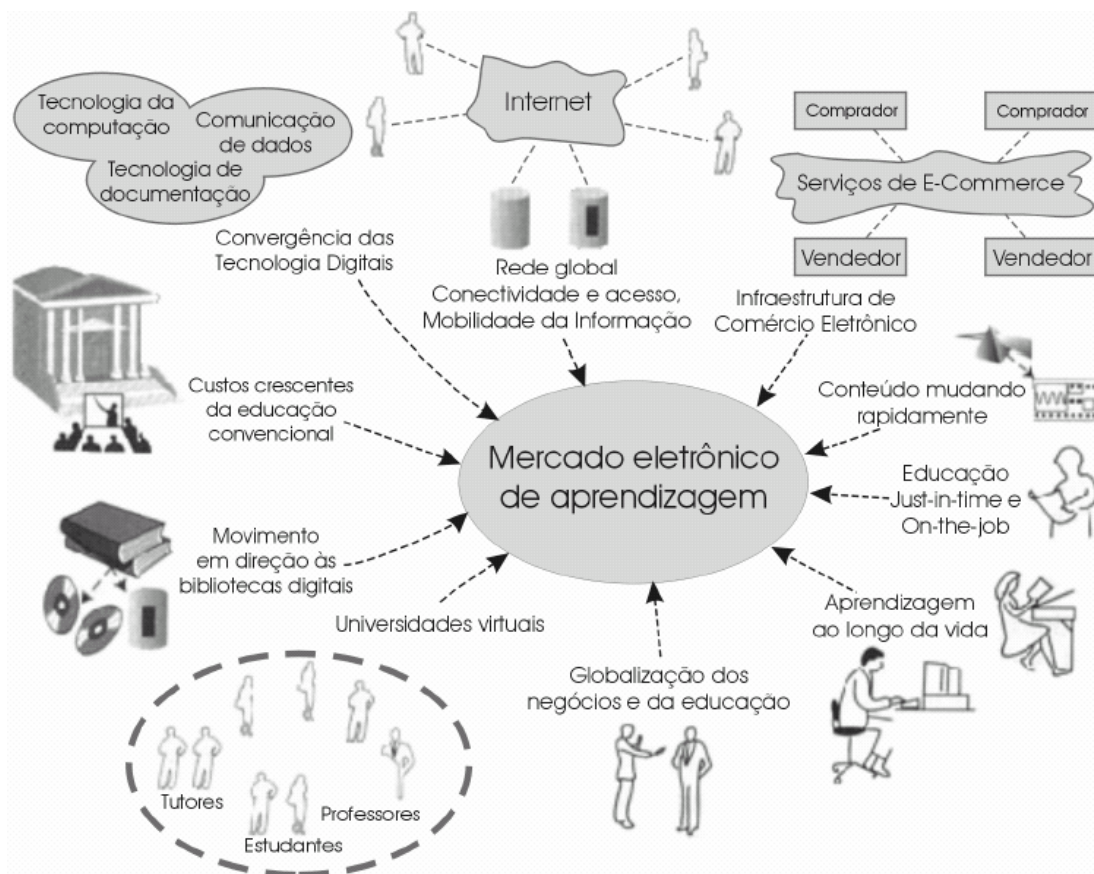 Tecnologia da
computação
Comunicação
de dados
Tecnologia de
documentação
Internet
Comprador
Comprador
Serviços de E-Commerce
Vendedor
Vendedor
Convergência das
Tecnologia Digitais
Rede global
Conectividade e acesso,
Mobilidade da Informação
Infraestrutura de
Comércio Eletrônico
Custos crescentes
da educação
convencional
Conteúdo mudando
rapidamente
Mercado eletrônico
de aprendizagem
Educação
Just-in-time e
On-the-job
Movimento
em direção às
bibliotecas digitais
Universidades virtuais
Aprendizagem
ao longo da vida
Globalização dos
negócios e da educação
Tutores
Professores
Estudantes